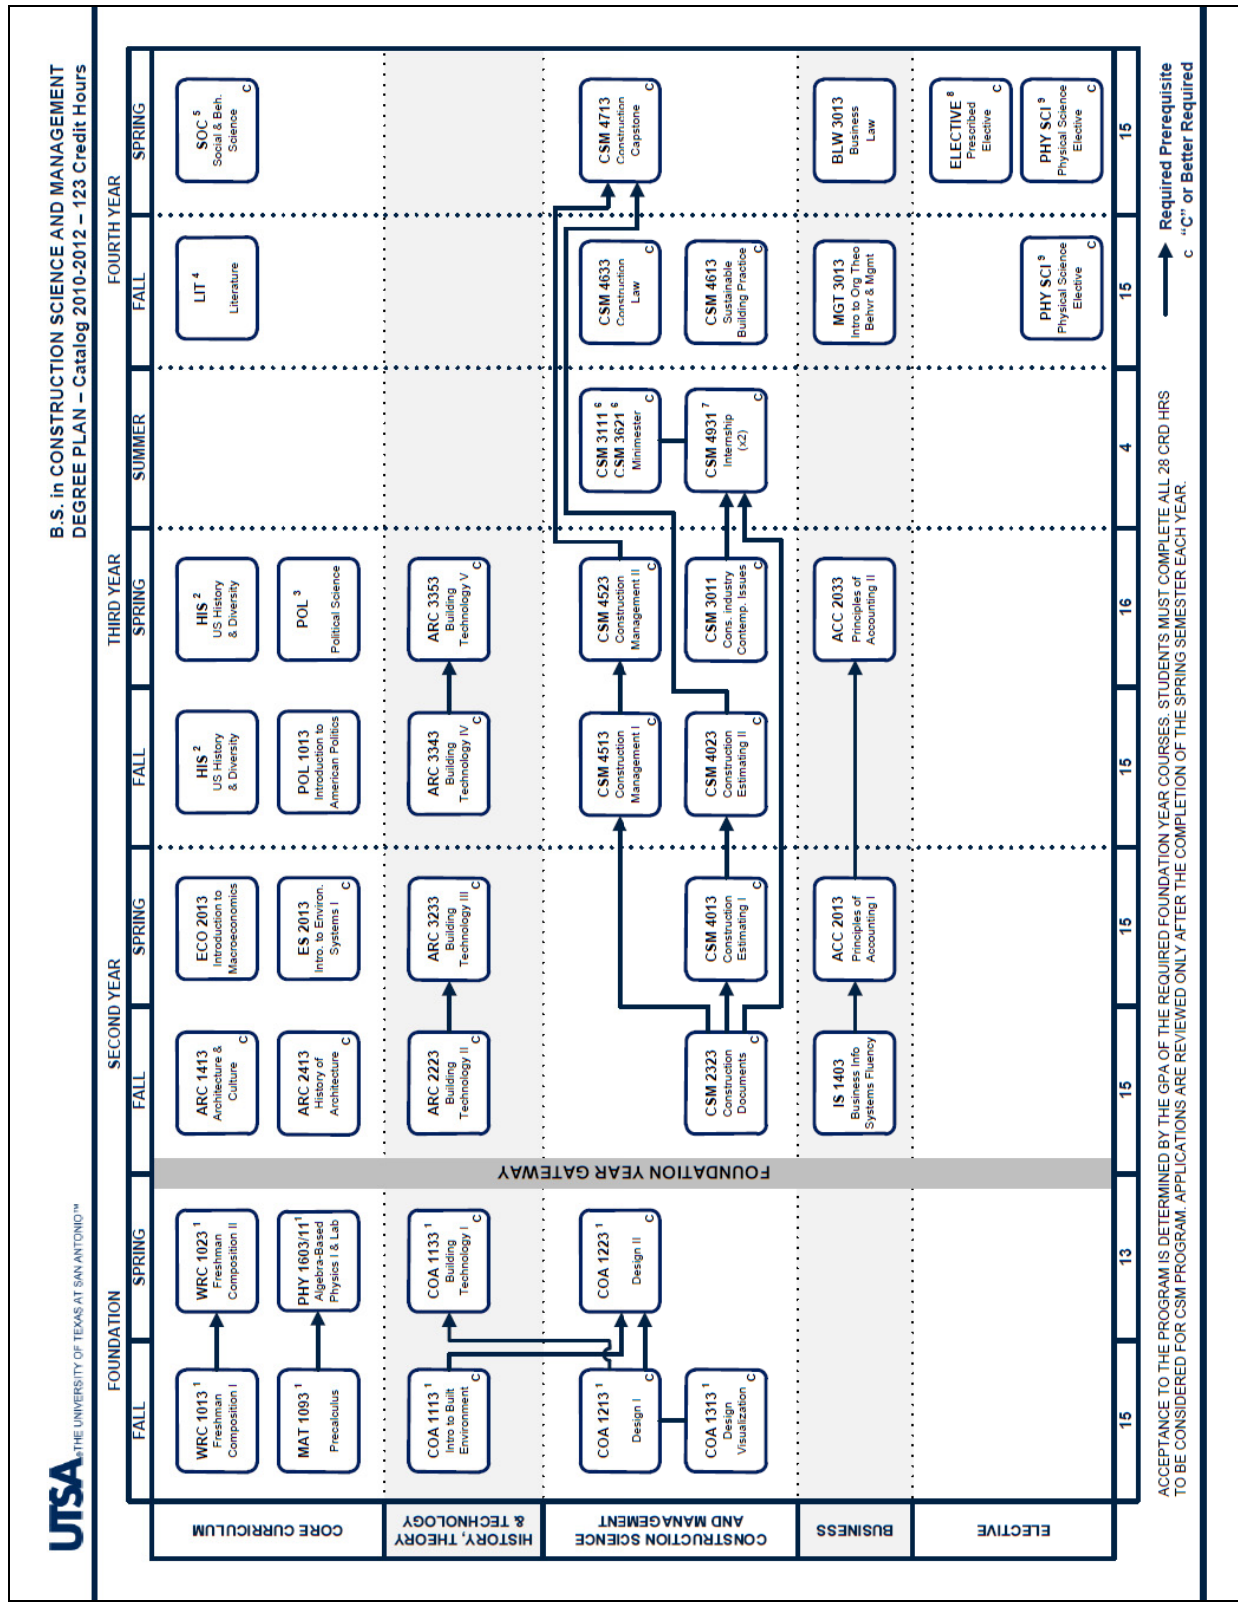 UTSA®THE UNIVERSITY OF TEXAS AT SAN ANTONIO™
B.S. in CONSTRUCTION SCIENCE AND MANAGEMENT
DEGREE PLAN – Catalog 2010-2012 – 123 Credit Hours
FOUNDATION
SECOND YEAR
THIRD YEAR
FOURTH YEAR
FALL
SPRING
FALL
SPRING
FALL
SPRING
SUMMER
FALL
SPRING
CORE CURRICULUM
WRC 1013 1
Freshman
Composition I
WRC 1023 1
Freshman
Composition II
ARC 1413
Architecture &
Culture
C
ECO 2013
Introduction to
Macroeconomics
HIS 2
US History
& Diversity
HIS 2
US History
& Diversity
LIT 4
Literature
SOC 5
Social & Beh.
Science
C
MAT 1093 1
Precalculus
PHY 1603/11 1
Algebra-Based
Physics I & Lab
ARC 2413
History of
Architecture
C
ES 2013
Intro. to Environ.
Systems I
C
POL 1013
Introduction to
American Politics
POL 3
Political Science
HISTORY, THEORY
& TECHNOLOGY
COA 1113 1
Intro to Built
Environment
C
COA 1133 1
Building
Technology I
C
ARC 2223
Building
Technology II
C
ARC 3233
Building
Technology III
C
ARC 3343
Building
Technology IV
C
ARC 3353
Building
Technology V
C
CONSTRUCTION SCIENCE
AND MANAGEMENT
COA 1213 1
Design I
C
COA 1223 1
Design II
C
CSM 4513
Construction
Management I
C
CSM 4523
Construction
Management II
C
CSM 3111 6
CSM 3621 6
Minimester
C
CSM 4633
Construction
Law
C
CSM 4713
Construction
Capstone
C
COA 1313 1
Design
Visualization
C
CSM 2323
Construction
Documents
C
CSM 4013
Construction
Estimating I
C
CSM 4023
Construction
Estimating II
C
CSM 3011
Cons. industry
Contemp. Issues
C
CSM 4931 7
Internship
(x2)
C
CSM 4613
Sustainable
Building Practice
C
FOUNDATION YEAR GATEWAY
BUSINESS
IS 1403
Business Info
Systems Fluency
ACC 2013
Principles of
Accounting I
ACC 2033
Principles of
Accounting II
MGT 3013
Intro to Org Theo
Behvr & Mgmt
BLW 3013
Business
Law
ELECTIVE
ELECTIVE 8
Prescribed
Elective
C
PHY SCI 9
Physical Science
Elective
C
PHY SCI 9
Physical Science
Elective
C
15
13
15
15
15
16
4
15
15
ACCEPTANCE TO THE PROGRAM IS DETERMINED BY THE GPA OF THE REQUIRED FOUNDATION YEAR COURSES. STUDENTS MUST COMPLETE ALL 28 CRD HRS
TO BE CONSIDERED FOR CSM PROGRAM. APPLICATIONS ARE REVIEWED ONLY AFTER THE COMPLETION OF THE SPRING SEMESTER EACH YEAR.
Required Prerequisite
C "C" or Better Required